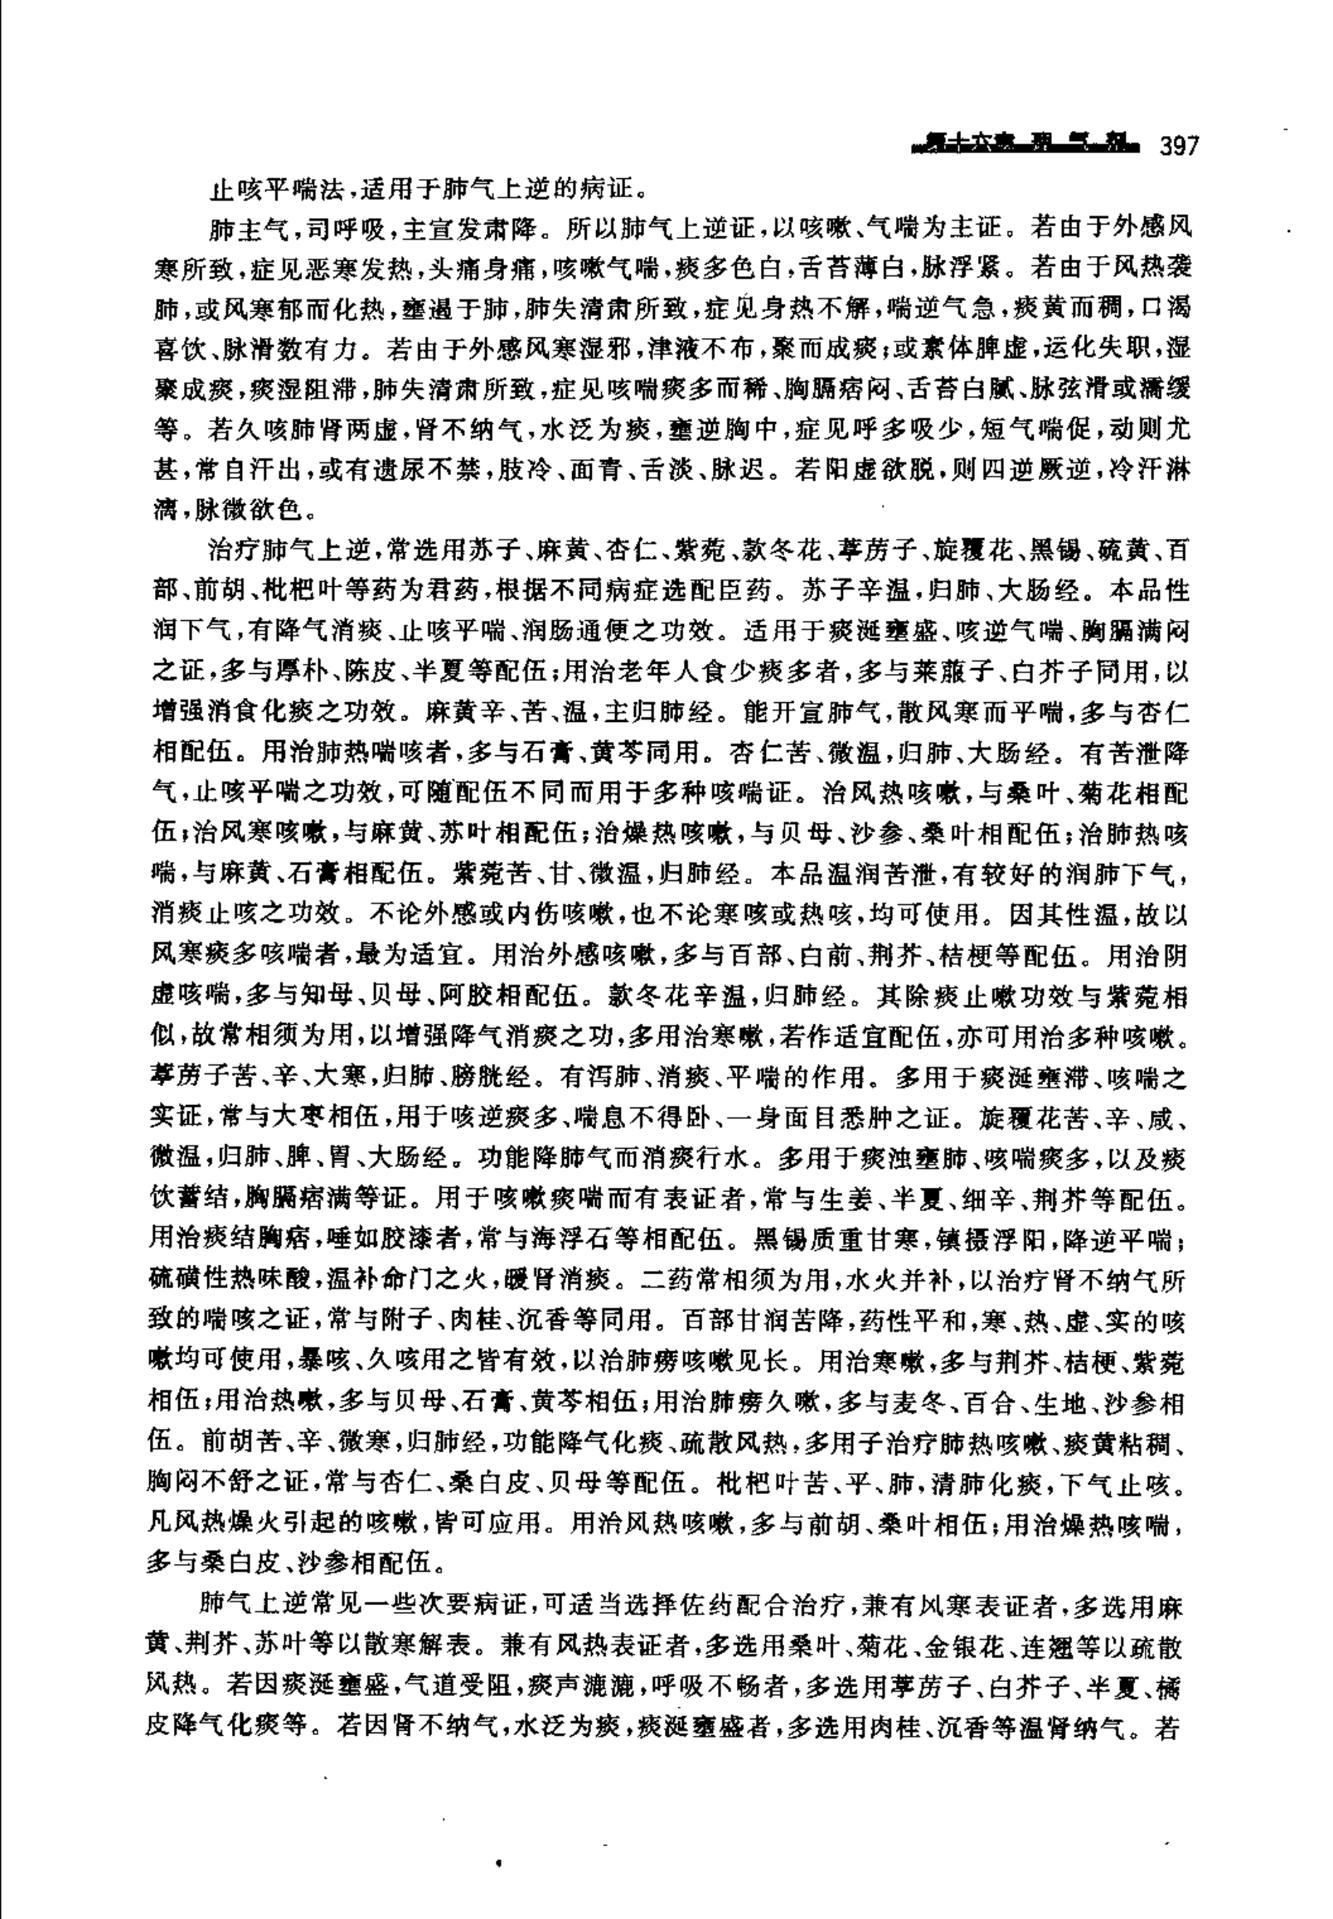 第十六章 理气剂 397
止咳平喘法,适用于肺气上逆的病证。
肺主气,司呼吸,主宣发肃降。所以肺气上逆证,以咳嗽、气喘为主证。若由于外感风
寒所致,症见恶寒发热,头痛身痛,咳嗽气喘,痰多色白,舌苔薄白,脉浮紧。若由于风热袭
肺,或风寒郁而化热,壅遏于肺,肺失清肃所致,症见身热不解,喘逆气急,痰黄而稠,口渴
喜饮、脉滑数有力。若由于外感风寒湿邪,津液不布,聚而成痰;或素体脾虚,运化失职,湿
聚成痰,痰湿阻滞,肺失清肃所致,症见咳喘痰多而稀、胸膈痞闷、舌苔白腻、脉弦滑或濡缓
等。若久咳肺肾两虚,肾不纳气,水泛为痰,壅逆胸中,症见呼多吸少,短气喘促,动则尤
甚,常自汗出,或有遗尿不禁,肢冷、面青、舌淡、脉迟。若阳虚欲脱,则四逆厥逆,冷汗淋
漓,脉微欲色。
治疗肺气上逆,常选用苏子、麻黄、杏仁、紫菀、款冬花、葶苈子、旋覆花、黑锡、硫黄、百
部、前胡、枇杷叶等药为君药,根据不同病症选配臣药。苏子辛温,归肺、大肠经。本品性
润下气,有降气消痰、止咳平喘、润肠通便之功效。适用于痰涎壅盛、咳逆气喘、胸膈满闷
之证,多与厚朴、陈皮、半夏等配伍;用治老年人食少痰多者,多与莱菔子、白芥子同用,以
增强消食化痰之功效。麻黄辛、苦、温,主归肺经。能开宣肺气,散风寒而平喘,多与杏仁
相配伍。用治肺热喘咳者,多与石膏、黄芩同用。杏仁苦、微温,归肺、大肠经。有苦泄降
气,止咳平喘之功效,可随配伍不同而用于多种咳喘证。治风热咳嗽,与桑叶、菊花相配
伍;治风寒咳嗽,与麻黄、苏叶相配伍;治燥热咳嗽,与贝母、沙参、桑叶相配伍;治肺热咳
喘,与麻黄、石膏相配伍。紫菀苦、甘、微温,归肺经。本品温润苦泄,有较好的润肺下气,
消痰止咳之功效。不论外感或内伤咳嗽,也不论寒咳或热咳,均可使用。因其性温,故以
风寒痰多咳喘者,最为适宜。用治外感咳嗽,多与百部、白前、荆芥、桔梗等配伍。用治阴
虚咳喘,多与知母、贝母、阿胶相配伍。款冬花辛温,归肺经。其除痰止嗽功效与紫菀相
似,故常相须为用,以增强降气消痰之功,多用治寒嗽,若作适宜配伍,亦可用治多种咳嗽。
葶苈子苦、辛、大寒,归肺、膀胱经。有泻肺、消痰、平喘的作用。多用于痰涎壅滞、咳喘之
实证,常与大枣相伍,用于咳逆痰多、喘息不得卧、一身面目悉肿之证。旋覆花苦、辛、咸、
微温,归肺、脾、胃、大肠经。功能降肺气而消痰行水。多用于痰浊壅肺、咳喘痰多,以及痰
饮蓄结,胸膈痞满等证。用于咳嗽痰喘而有表证者,常与生姜、半夏、细辛、荆芥等配伍。
用治痰结胸痞,唾如胶漆者,常与海浮石等相配伍。黑锡质重甘寒,镇摄浮阳,降逆平喘;
硫磺性热味酸,温补命门之火,暖肾消痰。二药常相须为用,水火并补,以治疗肾不纳气所
致的喘咳之证,常与附子、肉桂、沉香等同用。百部甘润苦降,药性平和,寒、热、虚、实的咳
嗽均可使用,暴咳、久咳用之皆有效,以治肺痨咳嗽见长。用治寒嗽,多与荆芥、桔梗、紫菀
相伍;用治热嗽,多与贝母、石膏、黄芩相伍;用治肺痨久嗽,多与麦冬、百合、生地、沙参相
伍。前胡苦、辛、微寒,归肺经,功能降气化痰、疏散风热,多用子治疗肺热咳嗽、痰黄粘稠、
胸闷不舒之证,常与杏仁、桑白皮、贝母等配伍。枇杷叶苦、平、肺,清肺化痰,下气止咳。
凡风热燥火引起的咳嗽,皆可应用。用治风热咳嗽,多与前胡、桑叶相伍;用治燥热咳喘,
多与桑白皮、沙参相配伍。
肺气上逆常见一些次要病证,可适当选择佐药配合治疗,兼有风寒表证者,多选用麻
黄、荆芥、苏叶等以散寒解表。兼有风热表证者,多选用桑叶、菊花、金银花、连翘等以疏散
风热。若因痰涎壅盛,气道受阻,痰声漉漉,呼吸不畅者,多选用葶苈子、白芥子、半夏、橘
皮降气化痰等。若因肾不纳气,水泛为痰,痰涎壅盛者,多选用肉桂、沉香等温肾纳气。若